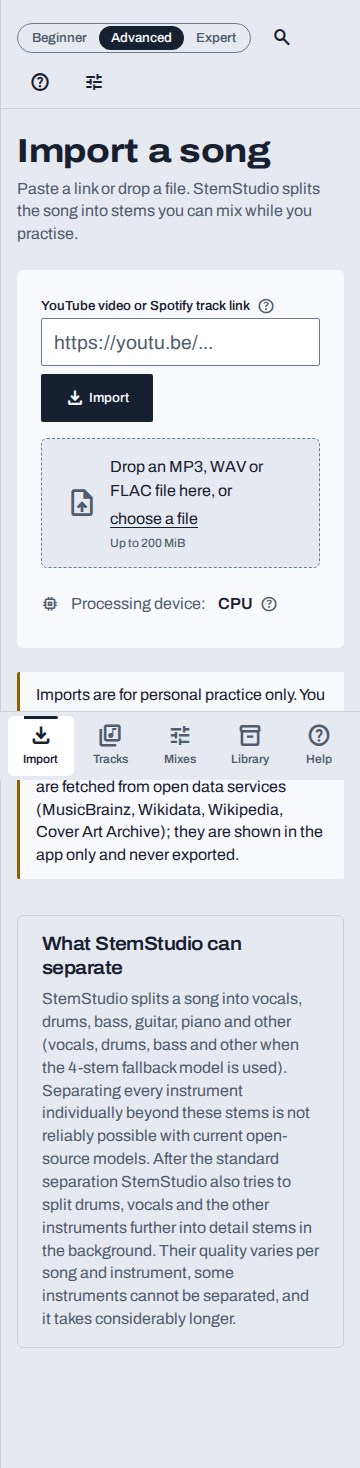 Beginner Advanced Expert
Import a song
Paste a link or drop a file. StemStudio splits
the song into stems you can mix while you
practise.
YouTube video or Spotify track link
https://youtu.be/...
Import
Drop an MP3, WAV or
FLAC file here, or
choose a file
Up to 200 MiB
Processing device: CPU
Imports are for personal practice only. You
Import Tracks Mixes Library Help
are fetched from open data services
(MusicBrainz, Wikidata, Wikipedia,
Cover Art Archive); they are shown in the
app only and never exported.
What StemStudio can
separate
StemStudio splits a song into vocals,
drums, bass, guitar, piano and other
(vocals, drums, bass and other when
the 4-stem fallback model is used).
Separating every instrument
individually beyond these stems is not
reliably possible with current open-
source models. After the standard
separation StemStudio also tries to
split drums, vocals and the other
instruments further into detail stems in
the background. Their quality varies per
song and instrument, some
instruments cannot be separated, and
it takes considerably longer.